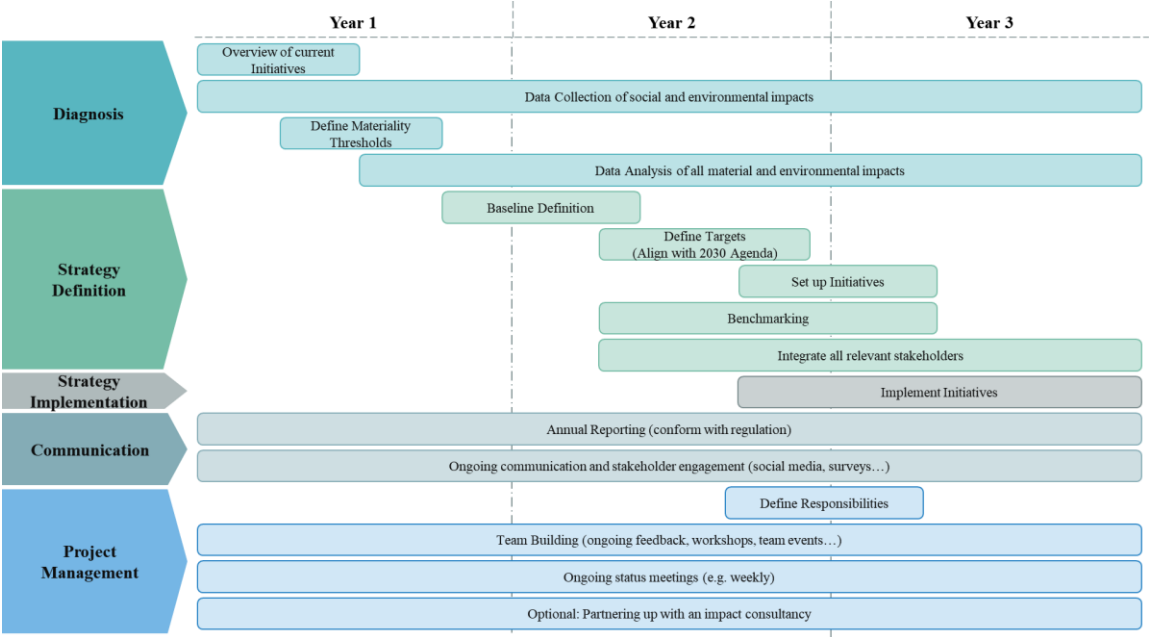 Year 1
Year 2
Year 3
Diagnosis
Overview of current
Initiatives
Data Collection of social and environmental impacts
Define Materiality
Thresholds
Data Analysis of all material and environmental impacts
Strategy
Definition
Baseline Definition
Define Targets
(Align with 2030 Agenda)
Set up Initiatives
Benchmarking
Integrate all relevant stakeholders
Strategy
Implementation
Implement Initiatives
Communication
Annual Reporting (conform with regulation)
Ongoing communication and stakeholder engagement (social media, surveys…)
Project
Management
Define Responsibilities
Team Building (ongoing feedback, workshops, team events…)
Ongoing status meetings (e.g. weekly)
Optional: Partnering up with an impact consultancy